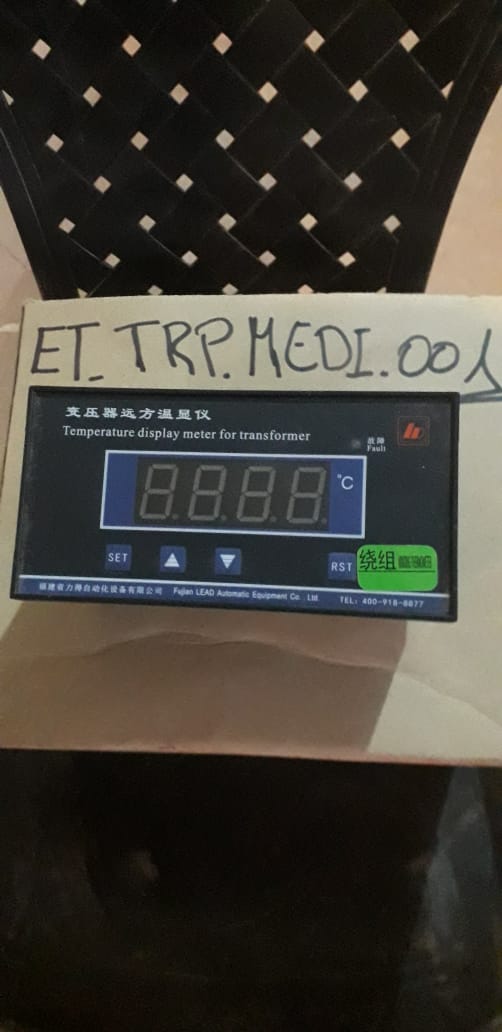 ET_TRP.MEDI.001
变压器远方温显仪
Temperature display meter for transformer
故障
Fault
8.8.8.8.
°C
SET
RST
绕组
福建省力得自动化设备有限公司 Fujian LEAD Automatic Equipment Co. Ltd. TEL: 400-918-8877